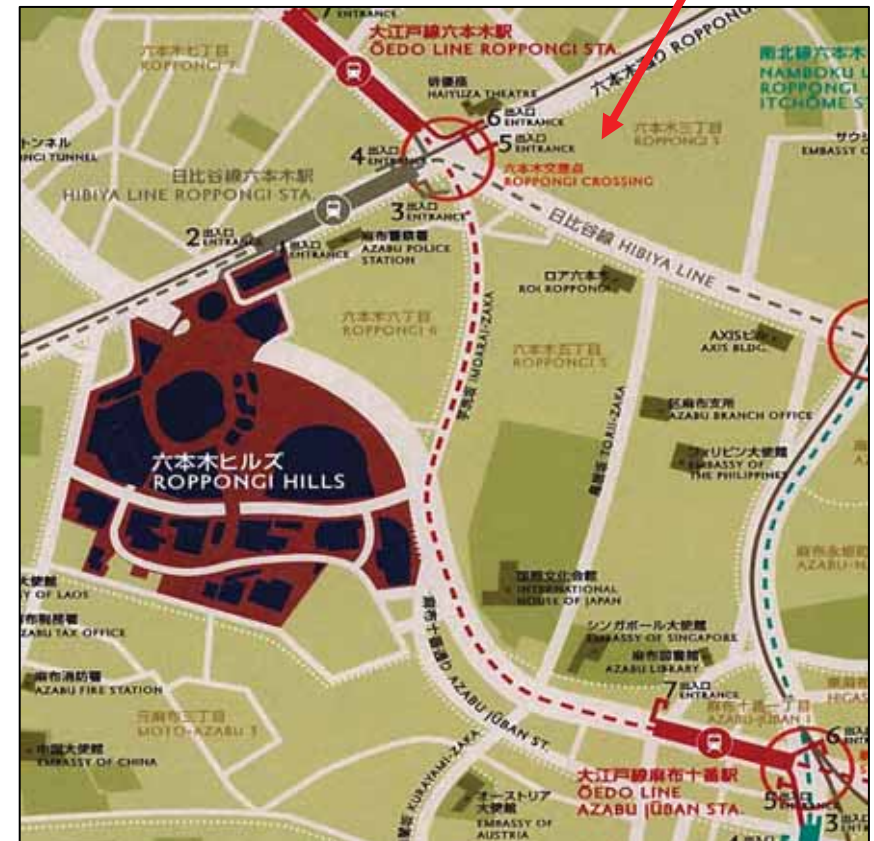 ENTRANCE
大江戸線六本木駅
ŌEDO LINE ROPPONGI STA.
六本木七丁目
ROPPONGI 7
俳優座
HAIYUZA THEATRE
六本木通り ROPPONGI
南北線六本木
NAMBOKU
ROPPONGI
ITCHŌME
トンネル
TUNNEL
6 出入口
ENTRANCE
5 出入口
ENTRANCE
4 出入口
ENTRANCE
六本木三丁目
ROPPONGI 3
サウジ
EMBASSY
六本木交差点
ROPPONGI CROSSING
日比谷線六本木駅
HIBIYA LINE ROPPONGI STA.
3 出入口
ENTRANCE
2 出入口
ENTRANCE
1 出入口
ENTRANCE
麻布警察署
AZABU POLICE
STATION
日比谷線 HIBIYA LINE
ロア六本木
ROI ROPPONGI
六本木六丁目
ROPPONGI 6
芋洗坂 IMOARAI-ZAKA
六本木五丁目
ROPPONGI 5
AXISビル
AXIS BLDG.
鳥居坂 TORII-ZAKA
区麻布支所
AZABU BRANCH OFFICE
フィリピン大使館
EMBASSY OF
THE PHILIPPINES
六本木ヒルズ
ROPPONGI HILLS
麻布永坂町
国際文化会館
INTERNATIONAL
HOUSE OF JAPAN
大使館
OF LAOS
布税務署
AZABU TAX OFFICE
シンガポール大使館
EMBASSY OF SINGAPORE
麻布図書館
AZABU LIBRARY
麻布十番通り AZABU JŪBAN ST.
麻布消防署
AZABU FIRE STATION
7 出入口
ENTRANCE
麻布十番一丁目
AZABU-JŪBAN 1
元麻布三丁目
MOTO-AZABU 3
6 出入口
中国大使館
EMBASSY OF CHINA
大江戸線麻布十番駅
ŌEDO LINE
AZABU JŪBAN STA.
5 出入口
ENTRANCE
3
KURAYAMI-ZAKA
オーストリア
大使館
EMBASSY OF
AUSTRIA